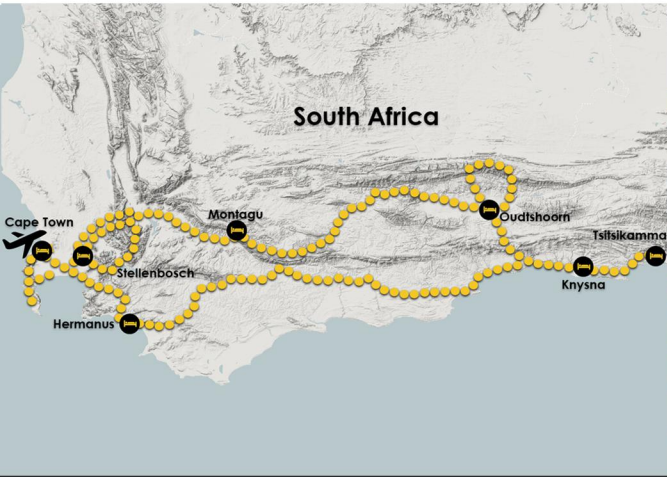 South Africa
Cape Town
Montagu
Oudtshoorn
Tsitsikamma
Stellenbosch
Knysna
Hermanus